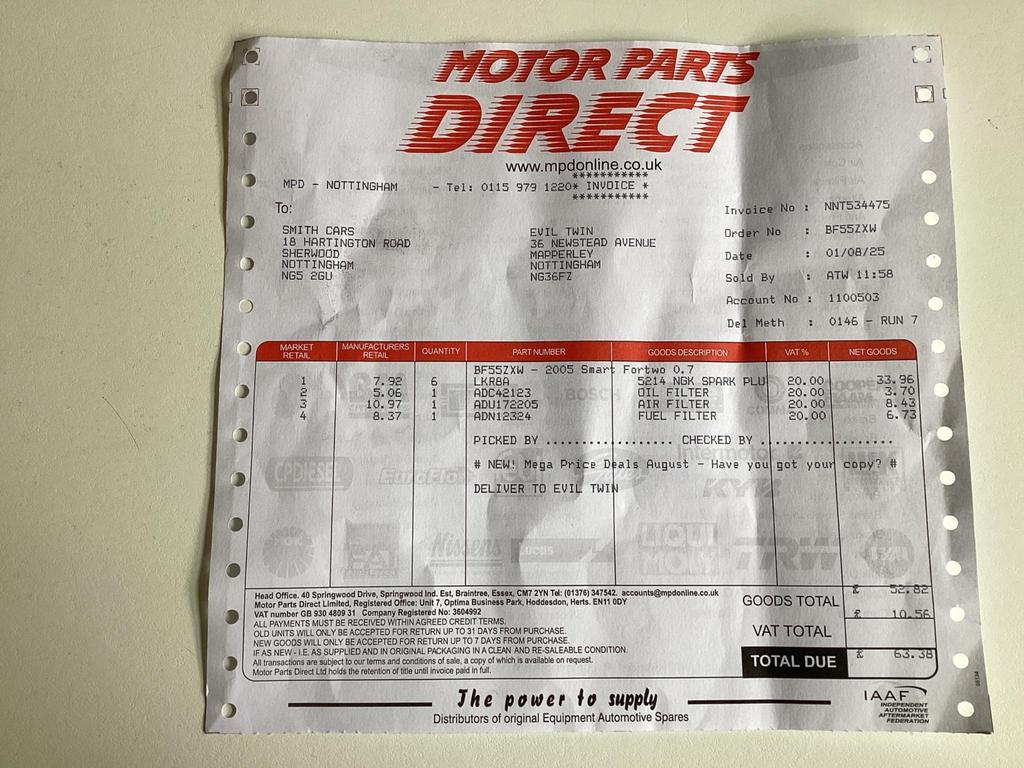 MOTOR PARTS
DIRECT
www.mpdonline.co.uk
***********
MPD - NOTTINGHAM - Tel: 0115 979 1220* INVOICE *
***********
To:
SMITH CARS
18 HARTINGTON ROAD
SHERWOOD
NOTTINGHAM
NG5 2GU
EVIL TWIN
36 NEWSTEAD AVENUE
MAPPERLEY
NOTTINGHAM
NG36FZ
Invoice No : NNT534475
Order No : BF55ZXW
Date : 01/08/25
Sold By : ATW 11:58
Account No : 1100503
Del Meth : 0146 - RUN 7
MARKET RETAIL MANUFACTURERS RETAIL QUANTITY PART NUMBER GOODS DESCRIPTION VAT % NET GOODS
BF55ZXW - 2005 Smart Fortwo 0.7
1 7.92 6 LKR8A 5214 NGK SPARK PLU 20.00 33.96
2 5.06 1 ADC42123 OIL FILTER 20.00 3.70
3 10.97 1 ADU172205 AIR FILTER 20.00 8.43
4 8.37 1 ADN12324 FUEL FILTER 20.00 6.73
PICKED BY .................. CHECKED BY ..................
# NEW! Mega Price Deals August - Have you got your copy? #
DELIVER TO EVIL TWIN
CPDIESEL
EuroFlo
BOSCH
Intermotor
KYB
Nissens
LUCAS
LIQUI MOLY
TRW
Head Office. 40 Springwood Drive, Springwood Ind. Est, Braintree, Essex, CM7 2YN Tel: (01376) 347542. accounts@mpdonline.co.uk
Motor Parts Direct Limited, Registered Office: Unit 7, Optima Business Park, Hoddesdon, Herts. EN11 0DY
VAT number GB 930 4809 31 Company Registered No: 3604992
ALL PAYMENTS MUST BE RECEIVED WITHIN AGREED CREDIT TERMS.
OLD UNITS WILL ONLY BE ACCEPTED FOR RETURN UP TO 31 DAYS FROM PURCHASE.
NEW GOODS WILL ONLY BE ACCEPTED FOR RETURN UP TO 7 DAYS FROM PURCHASE.
IF AS NEW - I.E. AS SUPPLIED AND IN ORIGINAL PACKAGING IN A CLEAN AND RE-SALEABLE CONDITION.
All transactions are subject to our terms and conditions of sale, a copy of which is available on request.
Motor Parts Direct Ltd holds the retention of title until invoice paid in full.
GOODS TOTAL £ 52.82
VAT TOTAL £ 10.56
TOTAL DUE £ 63.38
The power to supply
Distributors of original Equipment Automotive Spares
IAAF
INDEPENDENT
AUTOMOTIVE
AFTERMARKET
FEDERATION